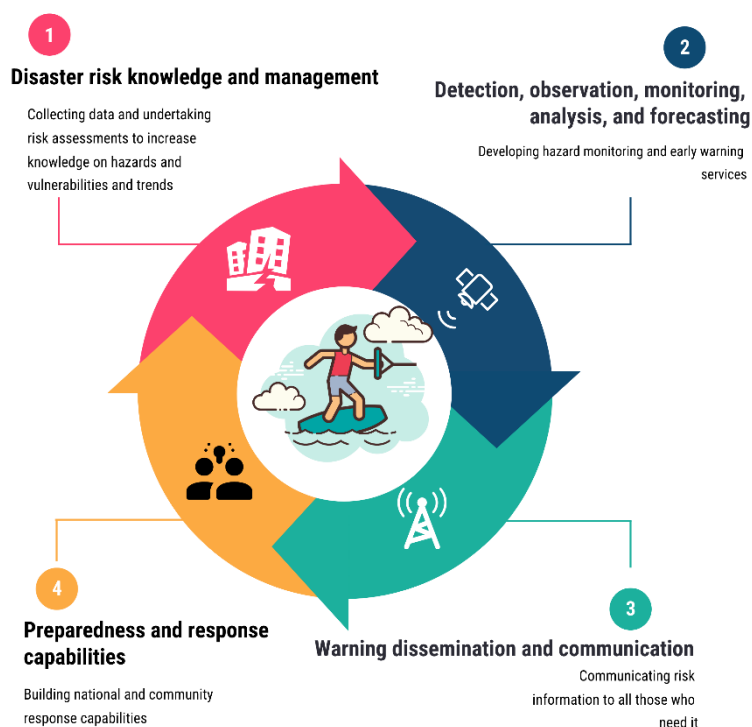 1
Disaster risk knowledge and management
Collecting data and undertaking
risk assessments to increase
knowledge on hazards and
vulnerabilities and trends
2
Detection, observation, monitoring,
analysis, and forecasting
Developing hazard monitoring and early warning
services
3
Warning dissemination and communication
Communicating risk
information to all those who
need it
4
Preparedness and response
capabilities
Building national and community
response capabilities